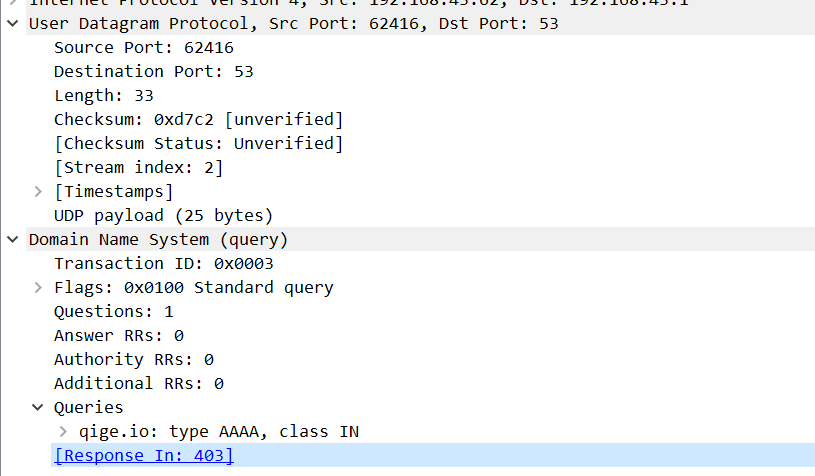 Internet Protocol Version 4, Src: 192.168.43.62, Dst: 192.168.43.1
User Datagram Protocol, Src Port: 62416, Dst Port: 53
Source Port: 62416
Destination Port: 53
Length: 33
Checksum: 0xd7c2 [unverified]
[Checksum Status: Unverified]
[Stream index: 2]
[Timestamps]
UDP payload (25 bytes)
Domain Name System (query)
Transaction ID: 0x0003
Flags: 0x0100 Standard query
Questions: 1
Answer RRs: 0
Authority RRs: 0
Additional RRs: 0
Queries
qige.io: type AAAA, class IN
[Response In: 403]